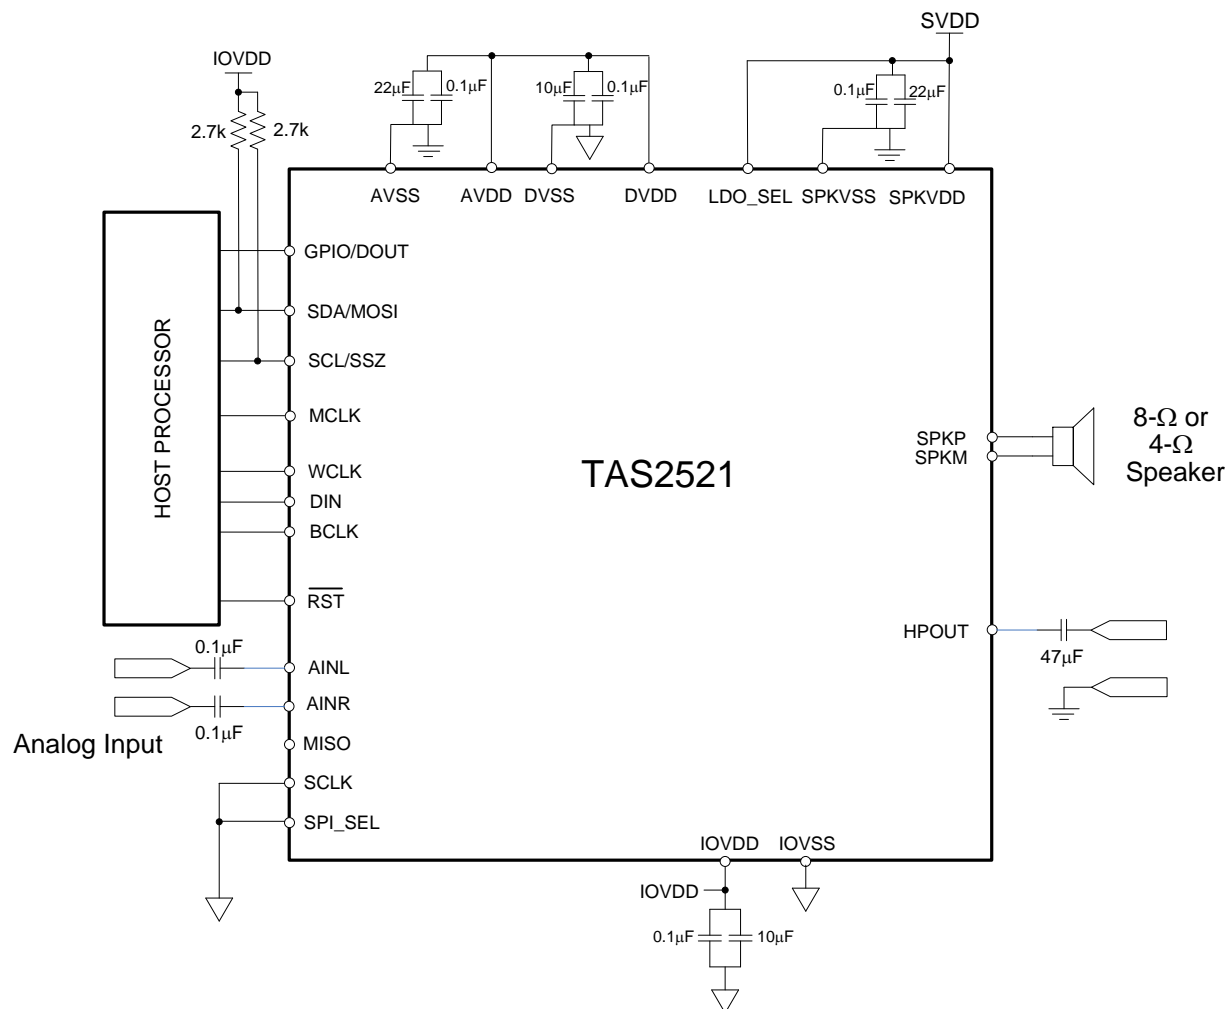 SVDD
IOVDD
22μF
0.1μF
10μF
0.1μF
0.1μF
22μF
2.7k
2.7k
AVSS
AVDD
DVSS
DVDD
LDO_SEL
SPKVSS
SPKVDD
HOST PROCESSOR
GPIO/DOUT
SDA/MOSI
SCL/SSZ
MCLK
WCLK
DIN
BCLK
RST
TAS2521
SPKP
SPKM
8-Ω or
4-Ω
Speaker
HPOUT
47μF
0.1μF
AINL
AINR
0.1μF
Analog Input
MISO
SCLK
SPI_SEL
IOVDD
IOVSS
IOVDD
0.1μF
10μF